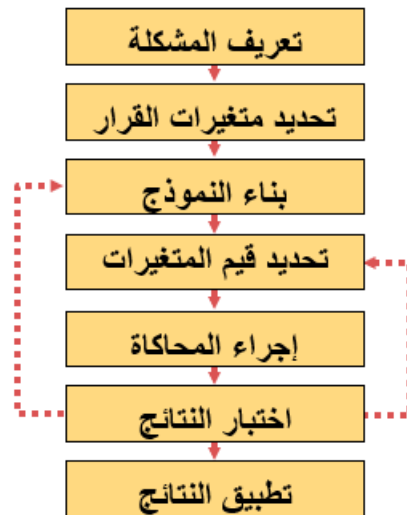 تعريف المشكلة
تحديد متغيرات القرار
بناء النموذج
تحديد قيم المتغيرات
إجراء المحاكاة
اختبار النتائج
تطبيق النتائج